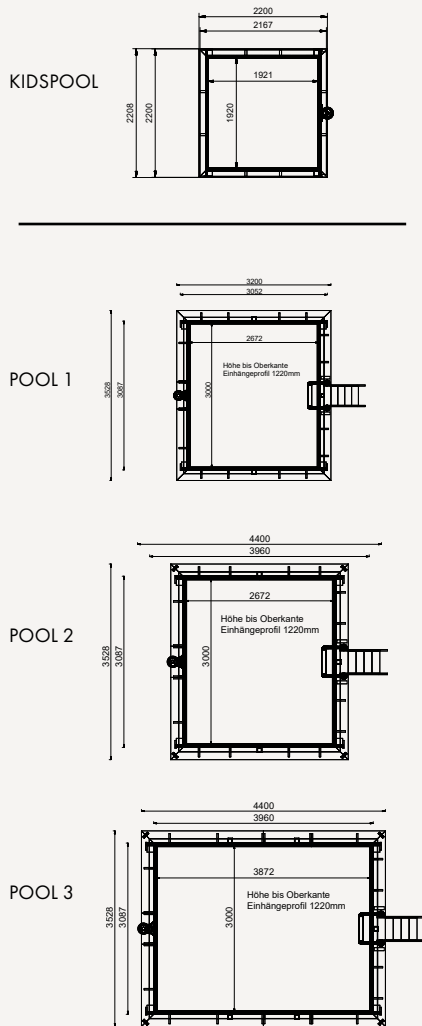 2200
2167
KIDSPOOL
1921
2208
2200
1920
3200
3052
2672
Höhe bis Oberkante
Einhängeprofil 1220mm
POOL 1
3528
3087
3000
4400
3960
2672
Höhe bis Oberkante
Einhängeprofil 1220mm
POOL 2
3528
3087
3000
4400
3960
3872
Höhe bis Oberkante
Einhängeprofil 1220mm
POOL 3
3528
3087
3000